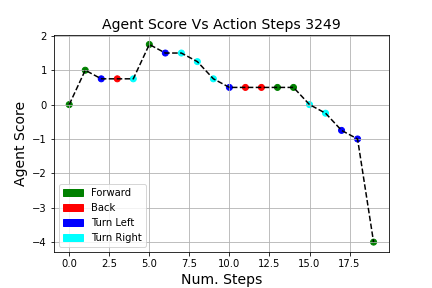 Agent Score Vs Action Steps 3249
Agent Score
2
1
0
−1
−2
−3
−4
Forward
Back
Turn Left
Turn Right
0.0 2.5 5.0 7.5 10.0 12.5 15.0 17.5
Num. Steps